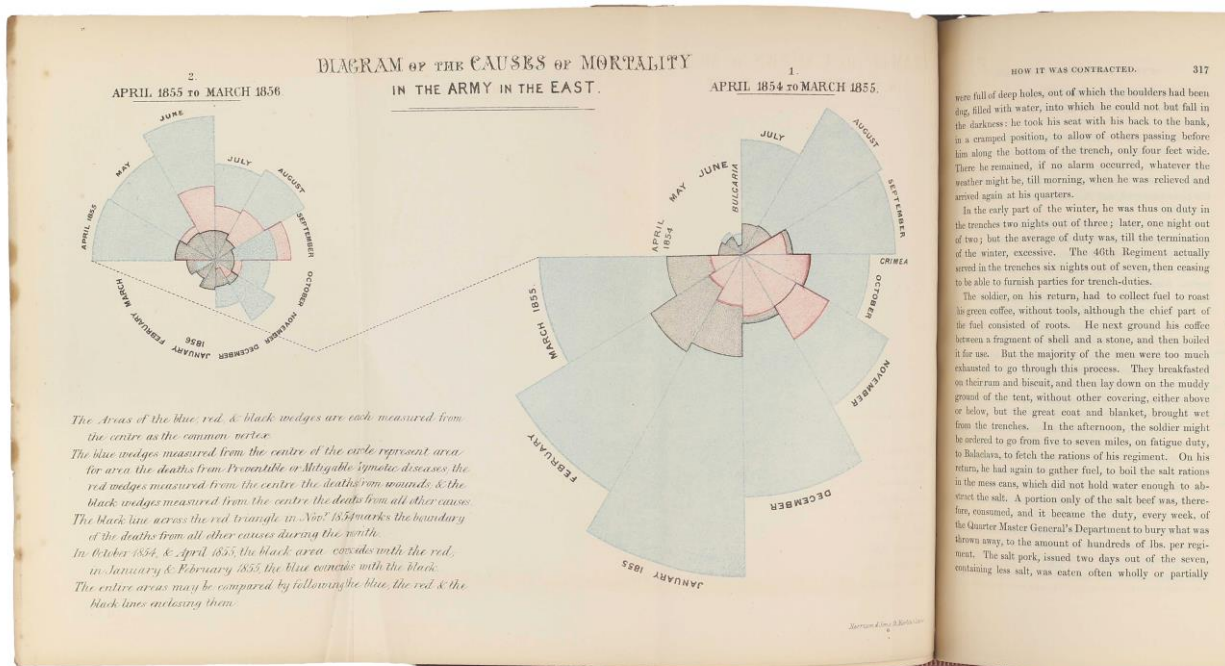 DIAGRAM OF THE CAUSES OF MORTALITY
IN THE ARMY IN THE EAST.
2.
APRIL 1855 TO MARCH 1856.
1.
APRIL 1854 TO MARCH 1855.
APRIL 1855
MAY
JUNE
JULY
AUGUST
SEPTEMBER
OCTOBER
NOVEMBER
DECEMBER
JANUARY
1856
FEBRUARY
MARCH
APRIL
1854
MAY
JUNE
BULGARIA
JULY
AUGUST
SEPTEMBER
CRIMEA
OCTOBER
NOVEMBER
DECEMBER
JANUARY 1855
FEBRUARY
MARCH 1855
The Areas of the blue, red, & black wedges are each measured from
the centre as the common vertex.
The blue wedges measured from the centre of the circle represent area
for area the deaths from Preventible or Mitigable Zymotic diseases, the
red wedges measured from the centre the deaths from wounds, & the
black wedges measured from the centre the deaths from all other causes.
The black line across the red triangle in Novr. 1854 marks the boundary
of the deaths from all other causes during the month.
In October 1854, & April 1855, the black area coincides with the red,
in January & February 1855, the blue coincides with the black.
The entire areas may be compared by following the blue, the red & the
black lines enclosing them.
HOW IT WAS CONTRACTED. 317
were full of deep holes, out of which the boulders had been
dug, filled with water, into which he could not but fall in
the darkness: he took his seat with his back to the bank,
in a cramped position, to allow of others passing before
him along the bottom of the trench, only four feet wide.
There he remained, if no alarm occurred, whatever the
weather might be, till morning, when he was relieved and
arrived again at his quarters.
In the early part of the winter, he was thus on duty in
the trenches two nights out of three; later, one night out
of two; but the average of duty was, till the termination
of the winter, excessive. The 46th Regiment actually
served in the trenches six nights out of seven, then ceasing
to be able to furnish parties for trench-duties.
The soldier, on his return, had to collect fuel to roast
his green coffee, without tools, although the chief part of
the fuel consisted of roots. He next ground his coffee
between a fragment of shell and a stone, and then boiled
it for use. But the majority of the men were too much
exhausted to go through this process. They breakfasted
on their rum and biscuit, and then lay down on the muddy
ground of the tent, without other covering, either above
or below, but the great coat and blanket, brought wet
from the trenches. In the afternoon, the soldier might
be ordered to go from five to seven miles, on fatigue duty,
to Balaclava, to fetch the rations of his regiment. On his
return, he had again to gather fuel, to boil the salt rations
in the mess cans, which did not hold water enough to ab-
stract the salt. A portion only of the salt beef was, there-
fore, consumed, and it became the duty, every week, of
the Quarter Master General's Department to bury what was
thrown away, to the amount of hundreds of lbs. per regi-
ment. The salt pork, issued two days out of the seven,
containing less salt, was eaten often wholly or partially